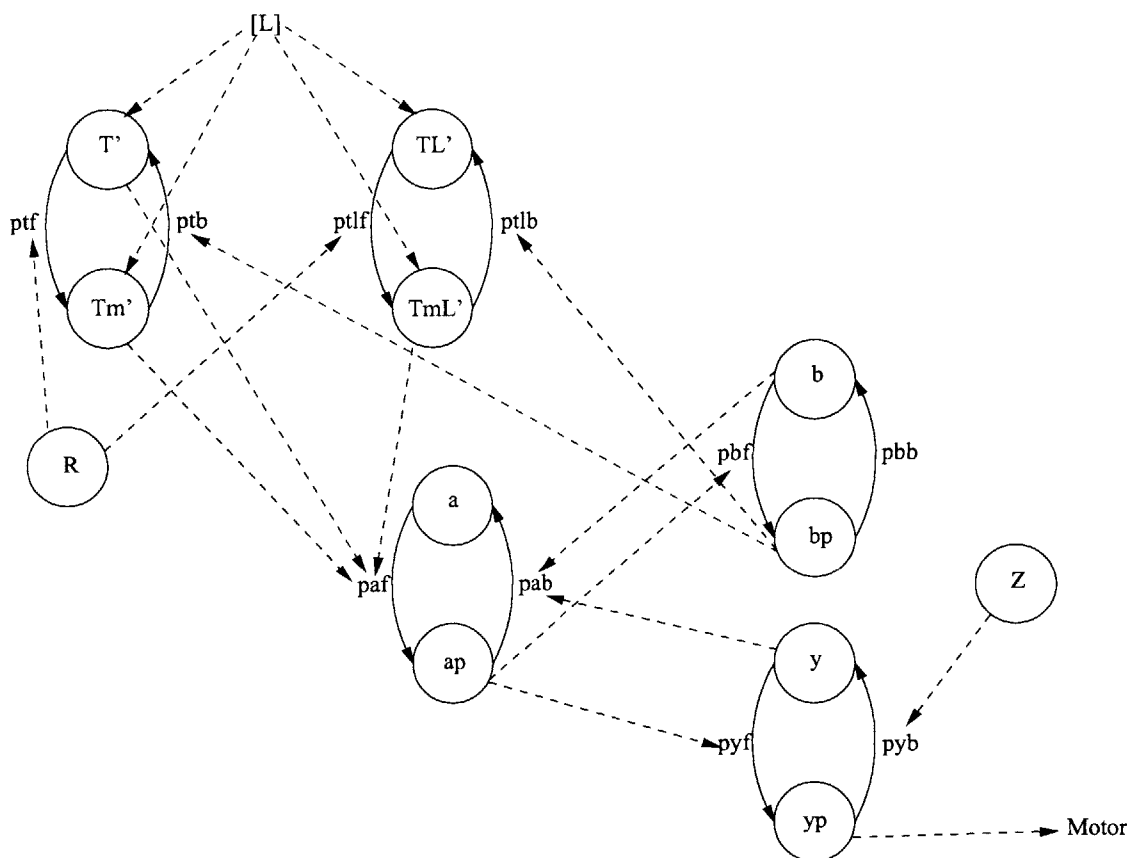 [L]
T'
TL'
ptf
ptb
ptlf
ptlb
Tm'
TmL'
b
R
pbf
pbb
a
bp
paf
pab
Z
ap
y
pyf
pyb
yp
Motor